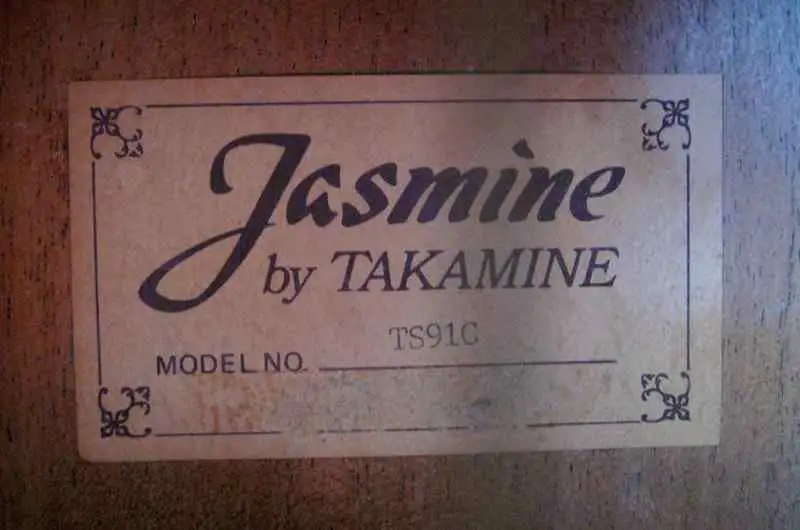 Jasmine
by TAKAMINE
TS91C
MODEL NO.